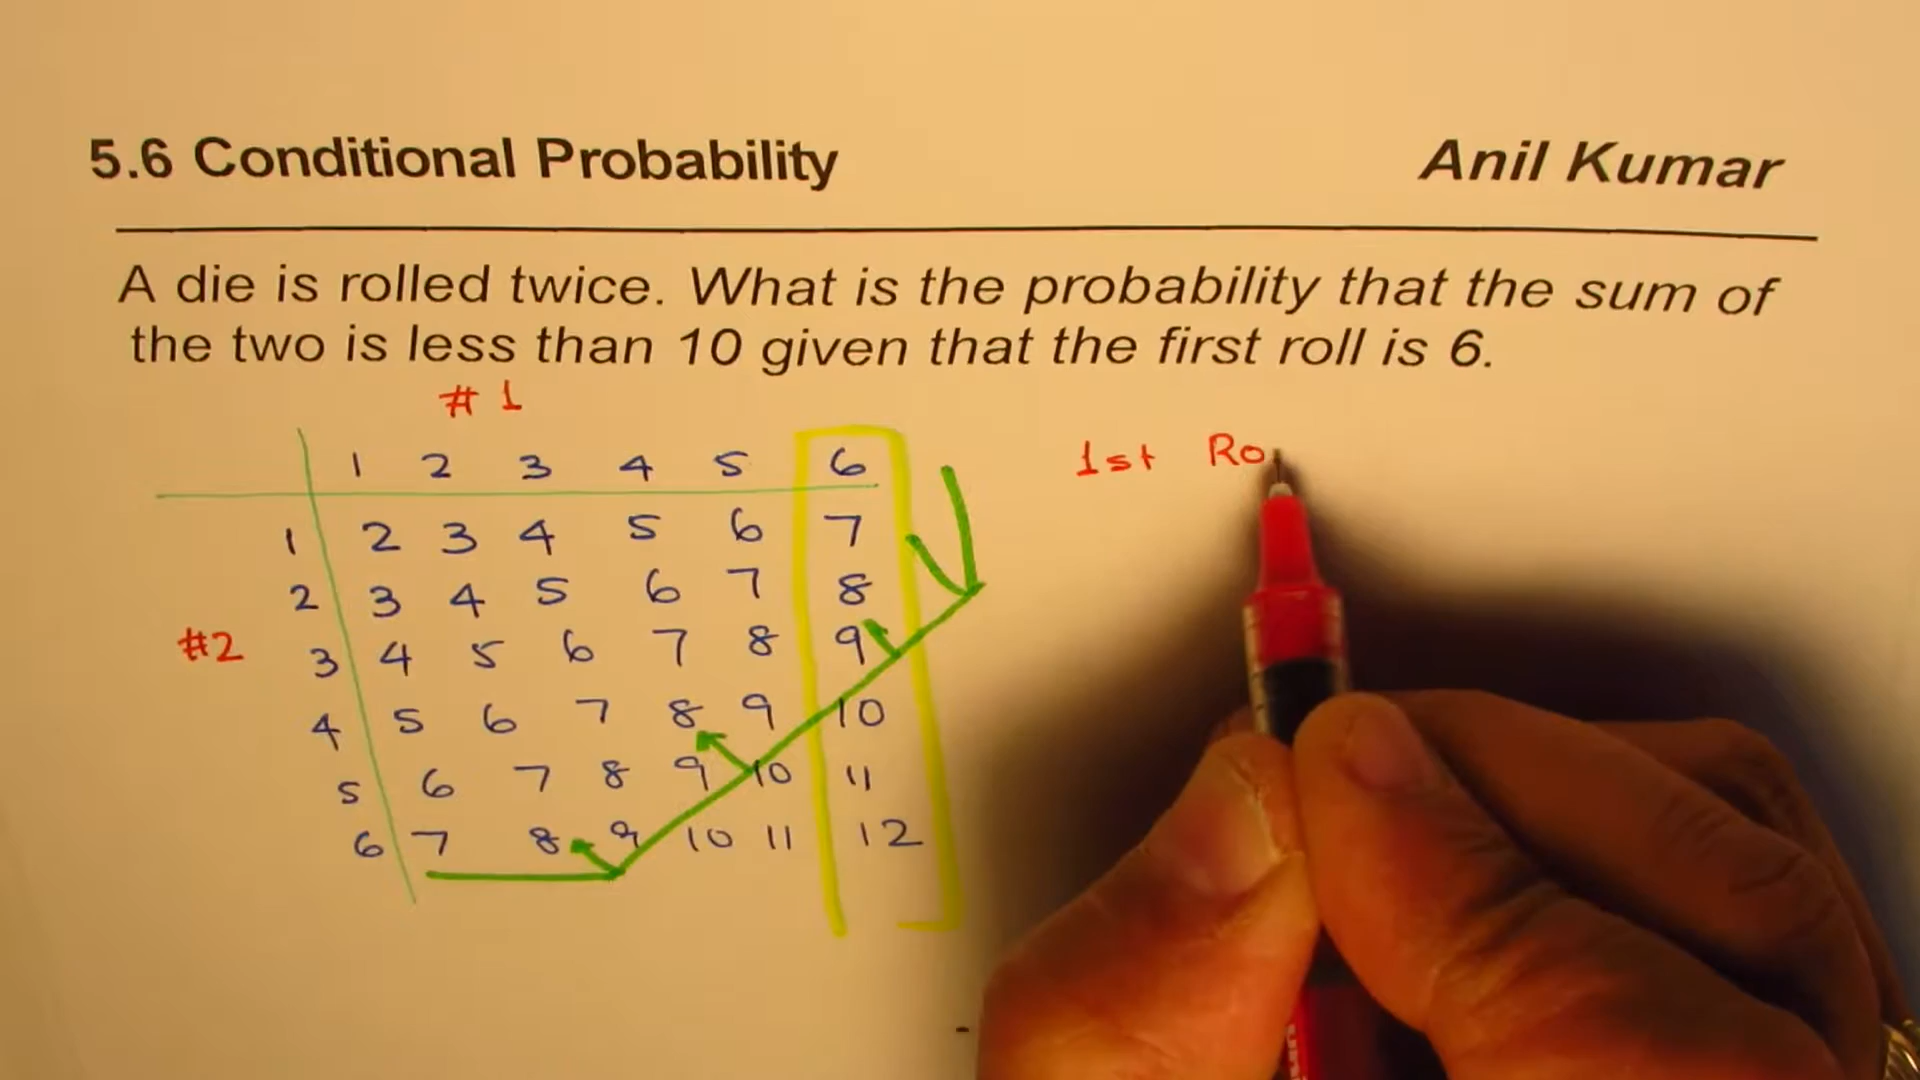 5.6 Conditional Probability
Anil Kumar
A die is rolled twice. What is the probability that the sum of
the two is less than 10 given that the first roll is 6.
# 1
1 2 3 4 5 6
1 2 3 4 5 6 7
2 3 4 5 6 7 8
#2
3 4 5 6 7 8 9
4 5 6 7 8 9 10
5 6 7 8 9 10 11
6 7 8 9 10 11 12
1st Ro